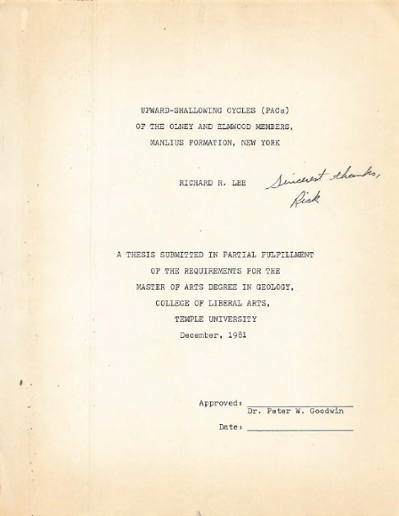 UPWARD-SHALLOWING CYCLES (PACs)
OF THE OLNEY AND ELMWOOD MEMBERS,
MANLIUS FORMATION, NEW YORK
RICHARD R. LEE
Sincerest thanks,
Rick
A THESIS SUBMITTED IN PARTIAL FULFILLMENT
OF THE REQUIREMENTS FOR THE
MASTER OF ARTS DEGREE IN GEOLOGY,
COLLEGE OF LIBERAL ARTS,
TEMPLE UNIVERSITY
December, 1981
Approved:
Dr. Peter W. Goodwin
Date: